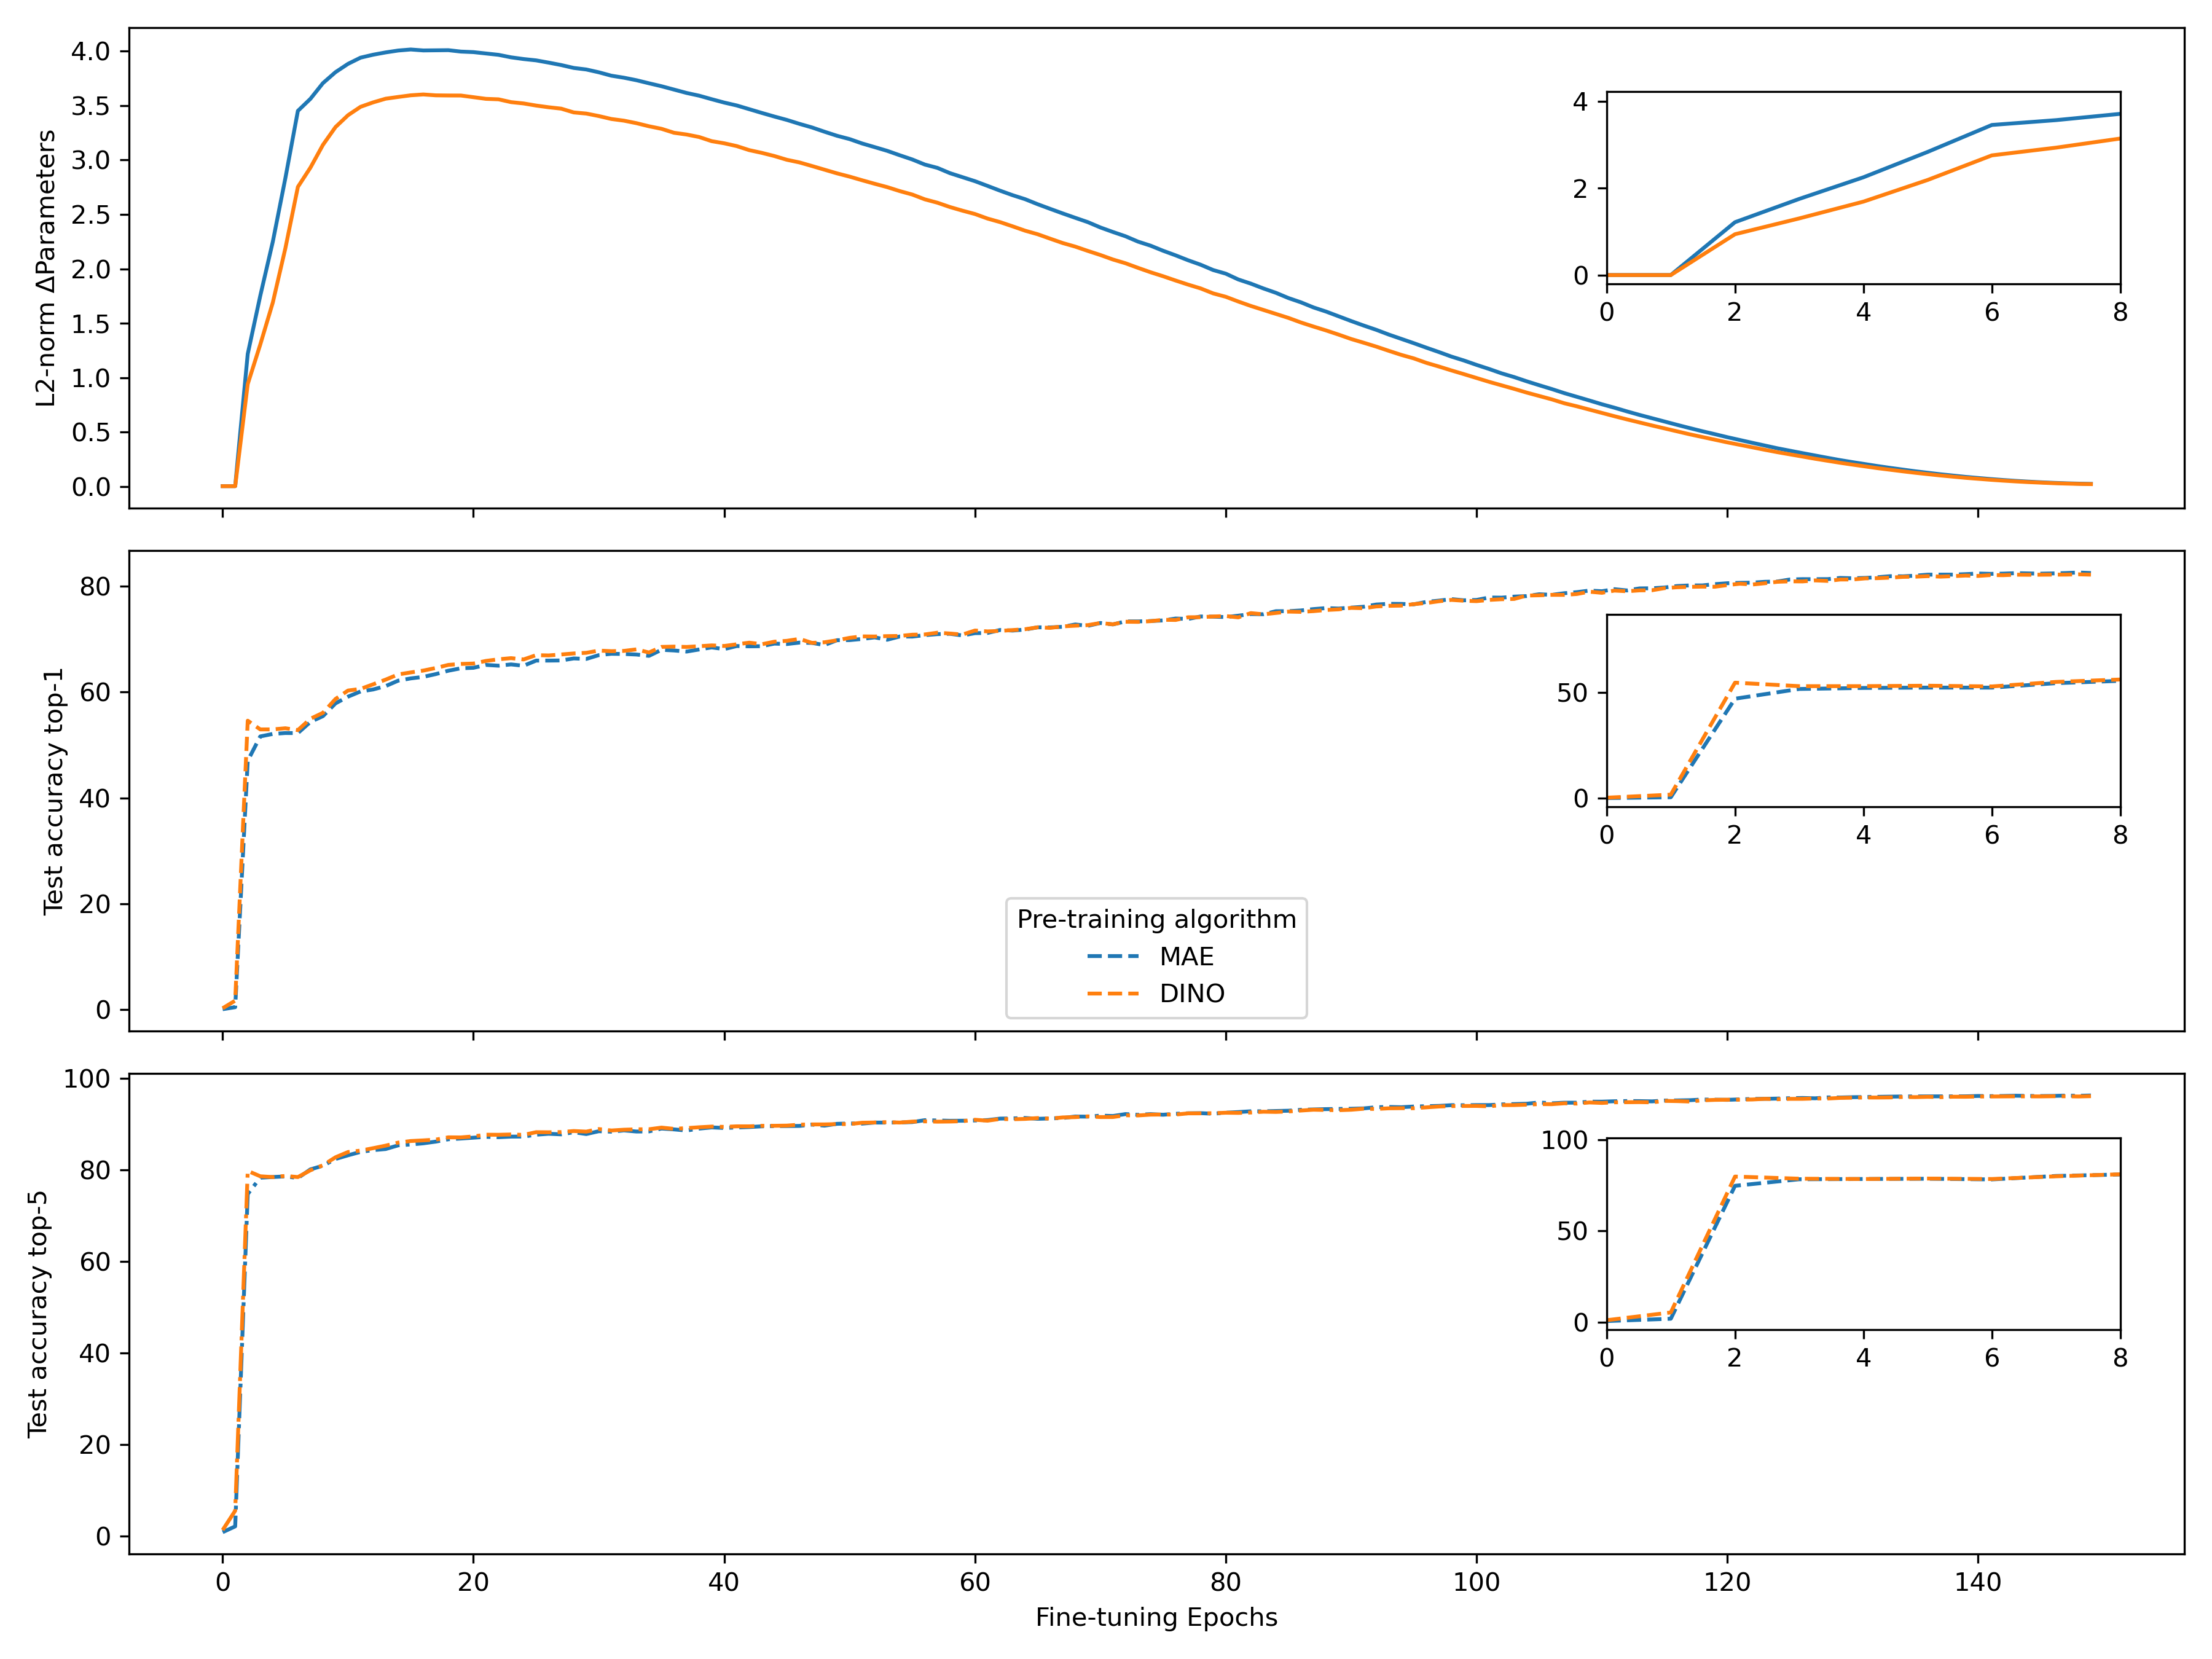 L2-norm ΔParameters
4.0
3.5
3.0
2.5
2.0
1.5
1.0
0.5
0.0
4
2
0
0 2 4 6 8
Test accuracy top-1
80
60
40
20
0
50
0
0 2 4 6 8
Pre-training algorithm
MAE
DINO
Test accuracy top-5
100
80
60
40
20
0
100
50
0
0 2 4 6 8
0 20 40 60 80 100 120 140
Fine-tuning Epochs